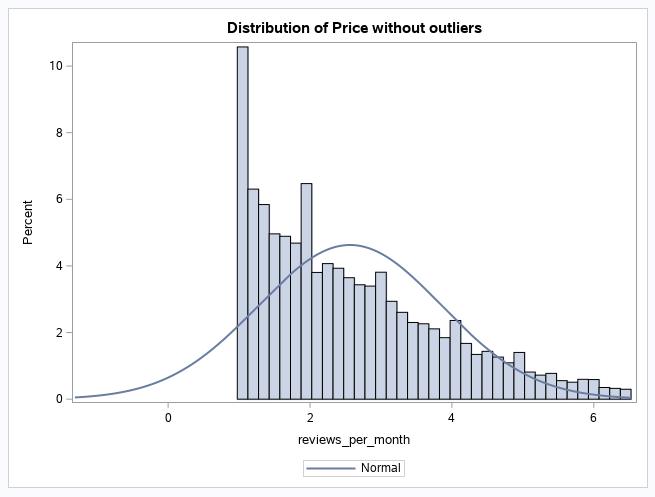 Distribution of Price without outliers
10
8
6
4
2
0
Percent
0 2 4 6
reviews_per_month
Normal